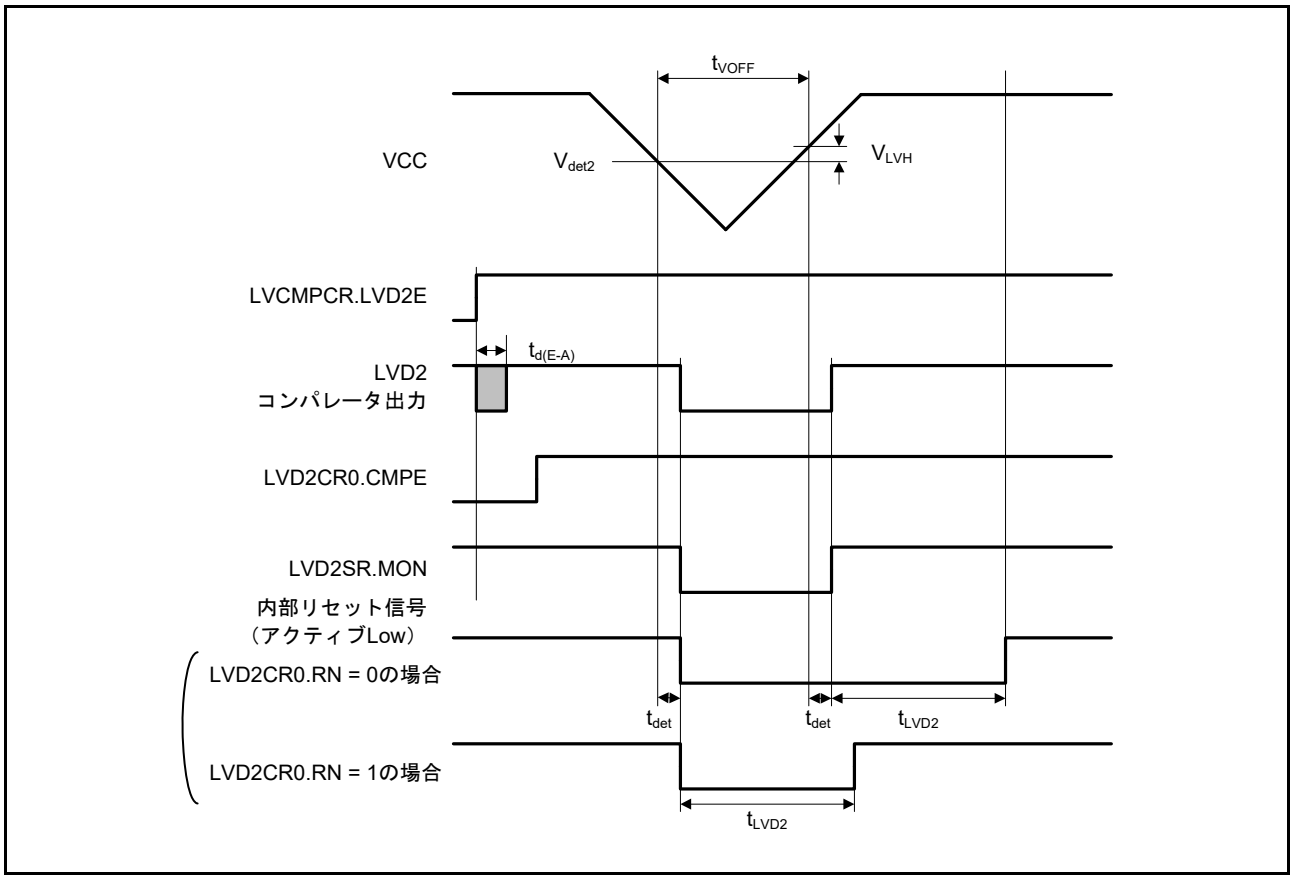 tVOFF
VCC
Vdet2
VLVH
LVCMPCR.LVD2E
td(E-A)
LVD2
コンパレータ出力
LVD2CR0.CMPE
LVD2SR.MON
内部リセット信号
（アクティブLow）
LVD2CR0.RN = 0の場合
tdet
tdet
tLVD2
LVD2CR0.RN = 1の場合
tLVD2